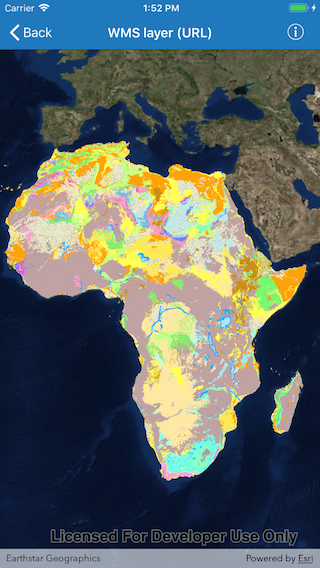 Carrier 1:52 PM
Back WMS layer (URL)
Licensed For Developer Use Only
Earthstar Geographics Powered by Esri